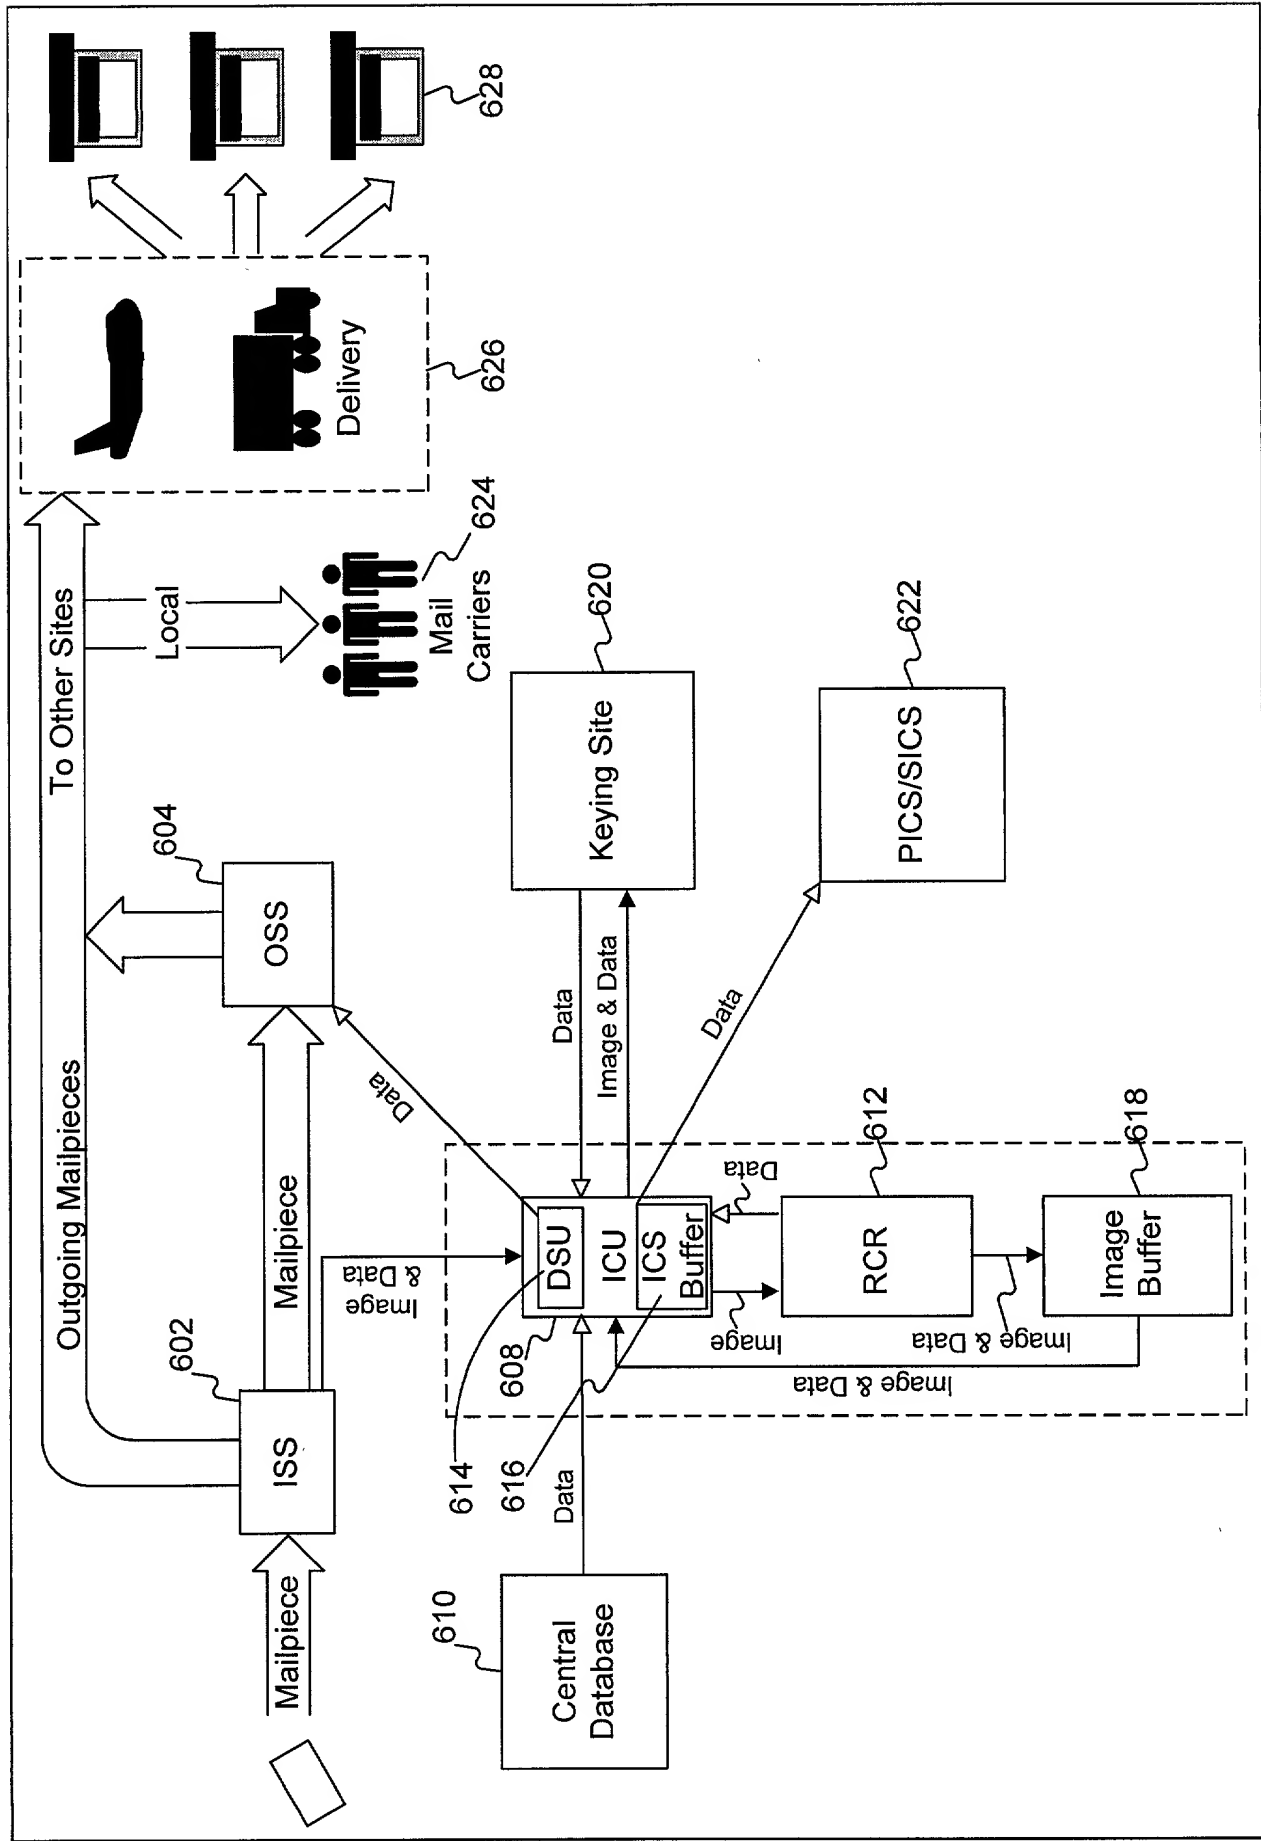 Outgoing Mailpieces
To Other Sites
Local
628
626
Delivery
624
Mail
Carriers
604
OSS
602
ISS
Mailpiece
Mailpiece
Image
& Data
Data
620
Keying Site
Data
Image & Data
622
PICS/SICS
Data
610
Central
Database
Data
614
616
608
DSU
ICU
ICS
Buffer
Data
Image
612
RCR
Image & Data
Image & Data
618
Image
Buffer